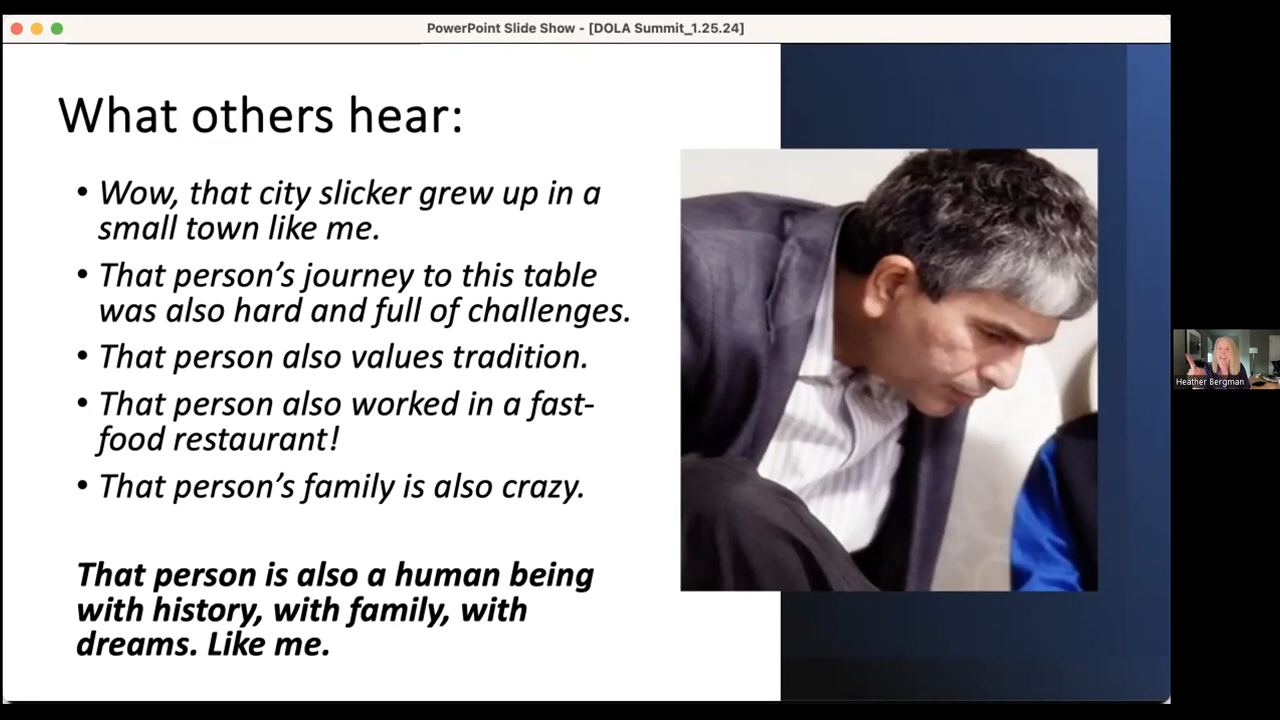 PowerPoint Slide Show - [DOLA Summit_1.25.24]
What others hear:
• Wow, that city slicker grew up in a
small town like me.
• That person’s journey to this table
was also hard and full of challenges.
• That person also values tradition.
• That person also worked in a fast-
food restaurant!
• That person’s family is also crazy.
That person is also a human being
with history, with family, with
dreams. Like me.
Heather Bergman